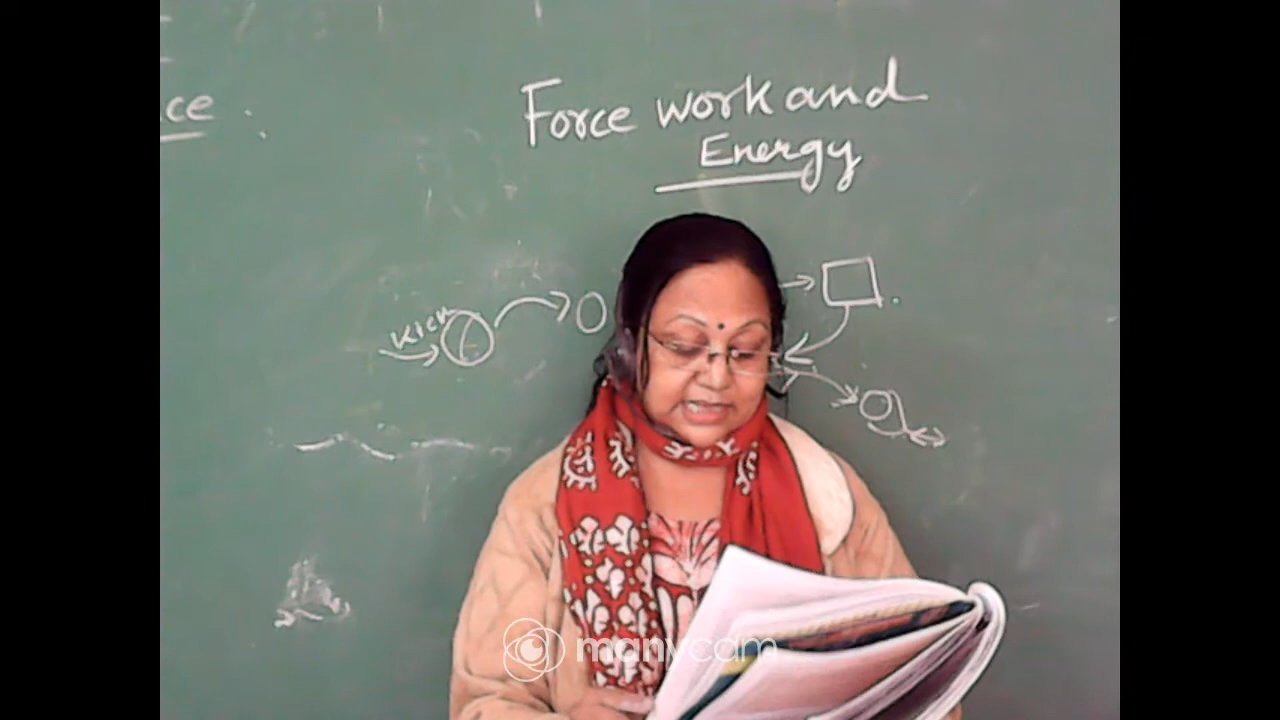 ce
Force work and
Energy
Kick
manycam